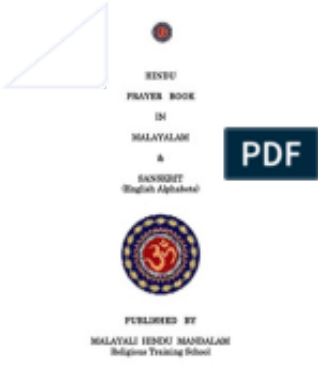 HINDU
PRAYER BOOK
IN
MALAYALAM
&
SANSKRIT
(English Alphabets)
PDF
ॐ
PUBLISHED BY
MALAYALI HINDU MANDALAM
Religious Training School